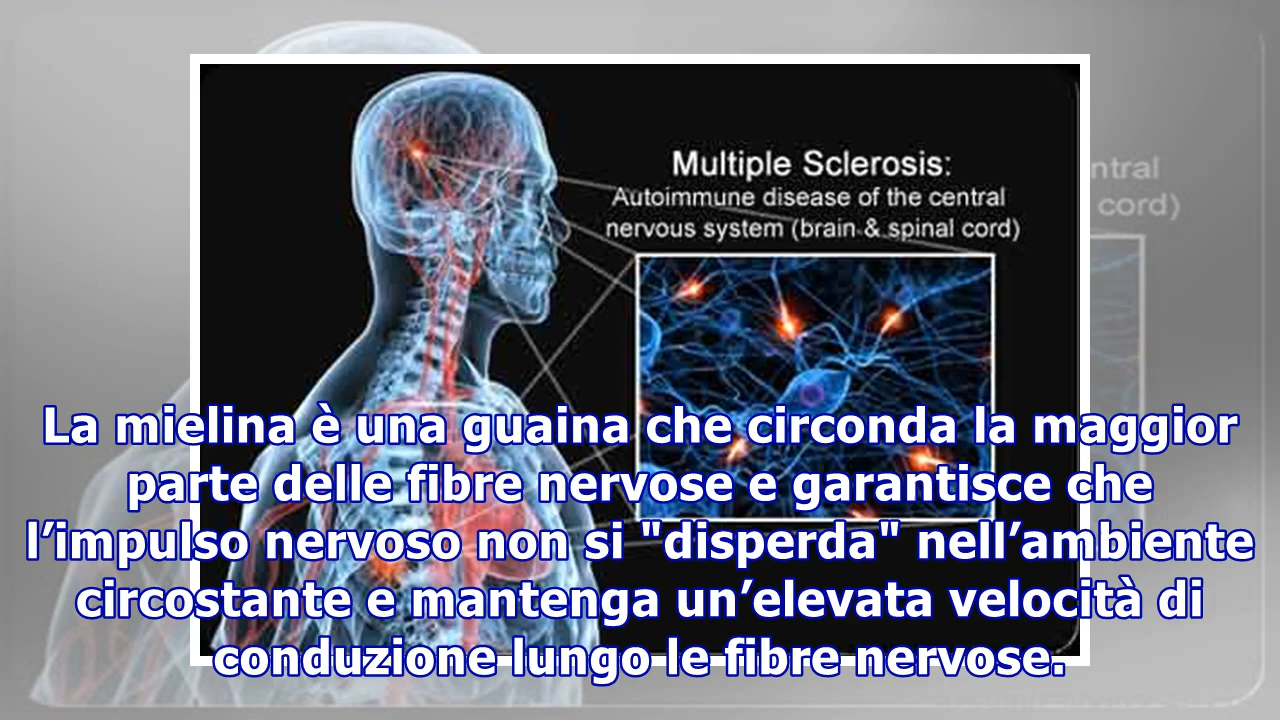 Multiple Sclerosis:
Autoimmune disease of the central
nervous system (brain & spinal cord)
ntral
cord)
La mielina è una guaina che circonda la maggior
parte delle fibre nervose e garantisce che
l’impulso nervoso non si "disperda" nell’ambiente
circostante e mantenga un’elevata velocità di
conduzione lungo le fibre nervose.